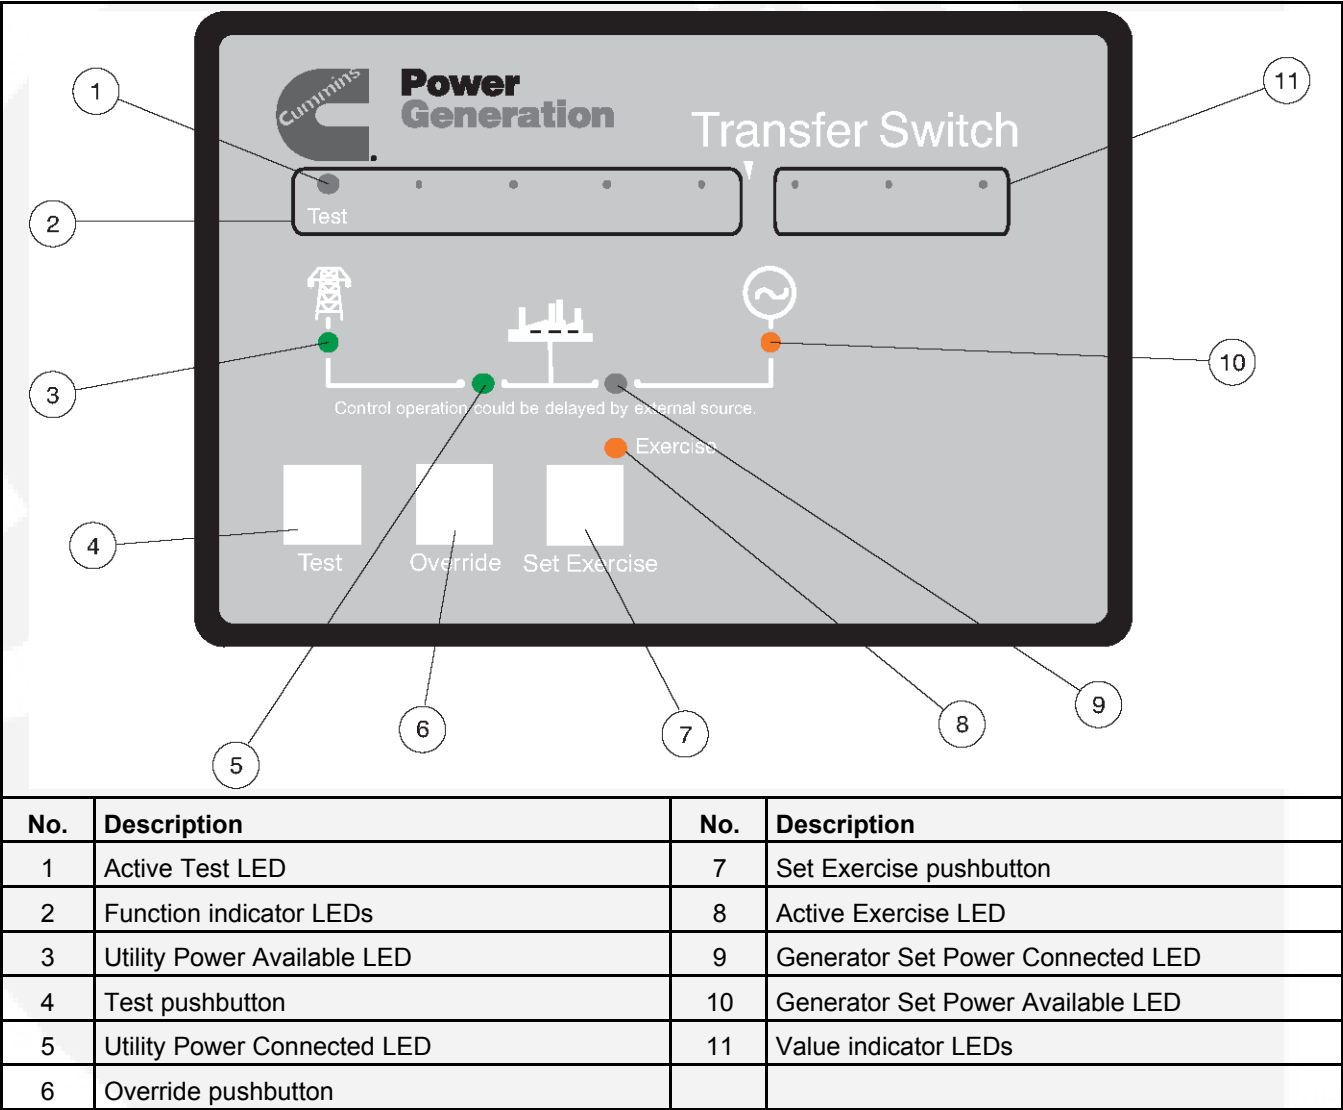 Cummins
Power
Generation
Transfer Switch
1
11
2
Test
3
10
Control operation could be delayed by external source.
Exercise
4
Test Override Set Exercise
5
6
7
8
9
No. Description No. Description
1 Active Test LED 7 Set Exercise pushbutton
2 Function indicator LEDs 8 Active Exercise LED
3 Utility Power Available LED 9 Generator Set Power Connected LED
4 Test pushbutton 10 Generator Set Power Available LED
5 Utility Power Connected LED 11 Value indicator LEDs
6 Override pushbutton